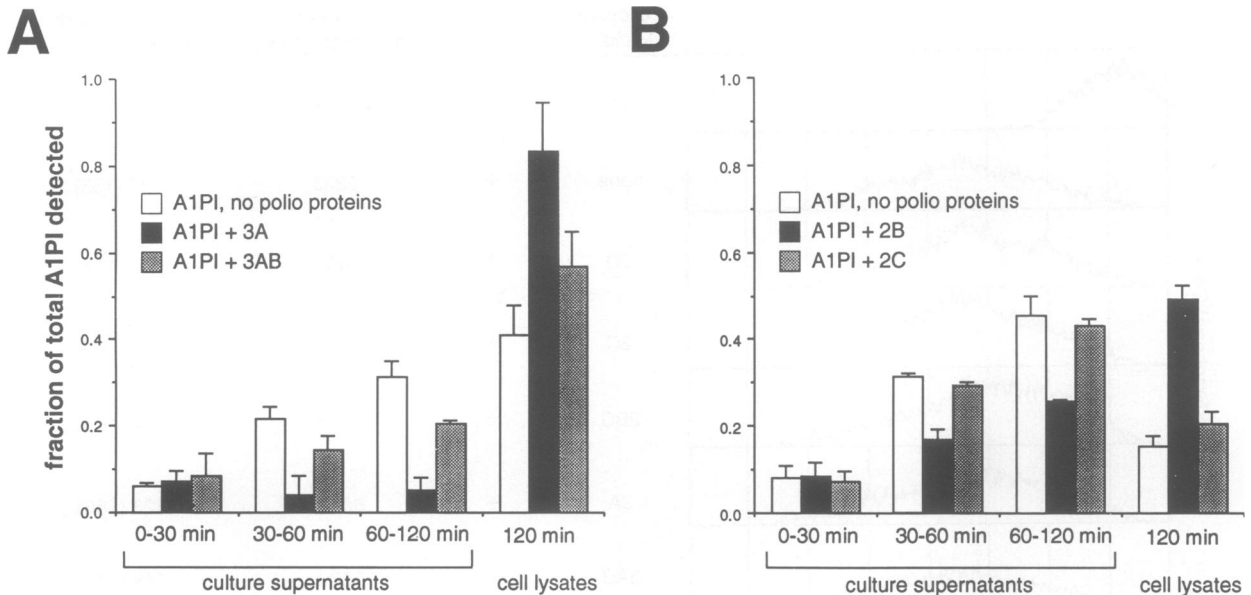 A
B
fraction of total A1PI detected
1.0
0.8
0.6
0.4
0.2
0.0
A1PI, no polio proteins
A1PI + 3A
A1PI + 3AB
0-30 min
30-60 min
60-120 min
120 min
culture supernatants
cell lysates
1.0
0.8
0.6
0.4
0.2
0.0
A1PI, no polio proteins
A1PI + 2B
A1PI + 2C
0-30 min
30-60 min
60-120 min
120 min
culture supernatants
cell lysates